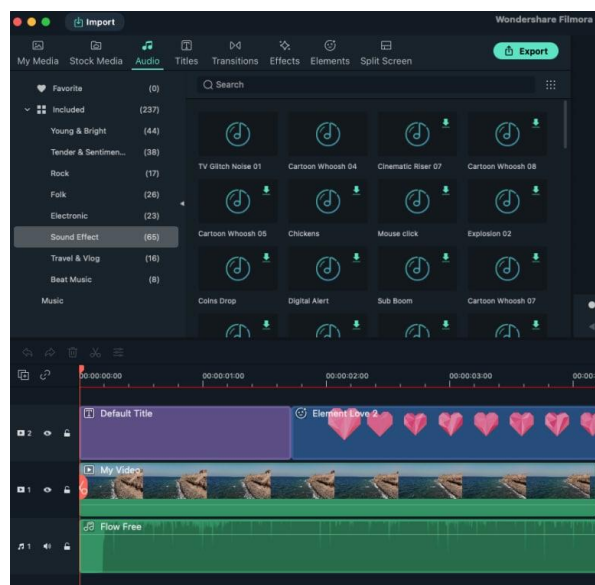 Import
Wondershare Filmora
My Media Stock Media Audio Titles Transitions Effects Elements Split Screen
Export
Favorite (0)
Search
Included (237)
Young & Bright (44)
Tender & Sentimen... (38)
Rock (17)
Folk (26)
Electronic (23)
Sound Effect (65)
Travel & Vlog (16)
Beat Music (8)
Music
TV Glitch Noise 01 Cartoon Whoosh 04 Cinematic Riser 07 Cartoon Whoosh 08
Cartoon Whoosh 05 Chickens Mouse click Explosion 02
Coins Drop Digital Alert Sub Boom Cartoon Whoosh 07
00:00:00:00 00:00:01:00 00:00:02:00 00:00:03:00 00:00
Default Title Element Love 2
2
My Video
1
Flow Free
1